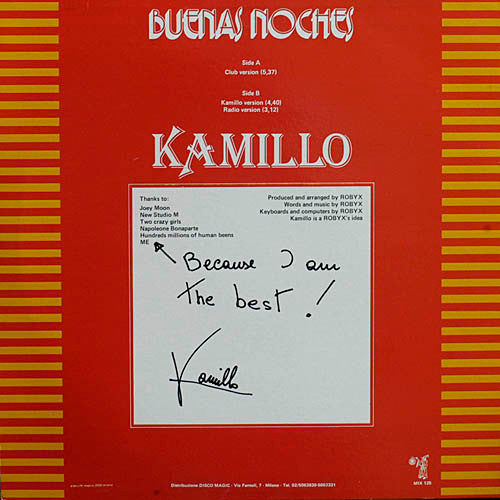 BUENAS NOCHES
Side A
Club version (5,37)
Side B
Kamillo version (4,40)
Radio version (3,12)
KAMILLO
Thanks to:
Joey Moon
New Studio M
Two crazy girls
Napoleone Bonaparte
Hundreds millions of human beens
ME
Produced and arranged by ROBYX
Words and music by ROBYX
Keyboards and computers by ROBYX
Kamillo is a ROBYX's idea
Because I am
the best!
Kamillo
Distribuzione DISCO MAGIC - Via Farneti, 7 - Milano - Tel.
MIX 125